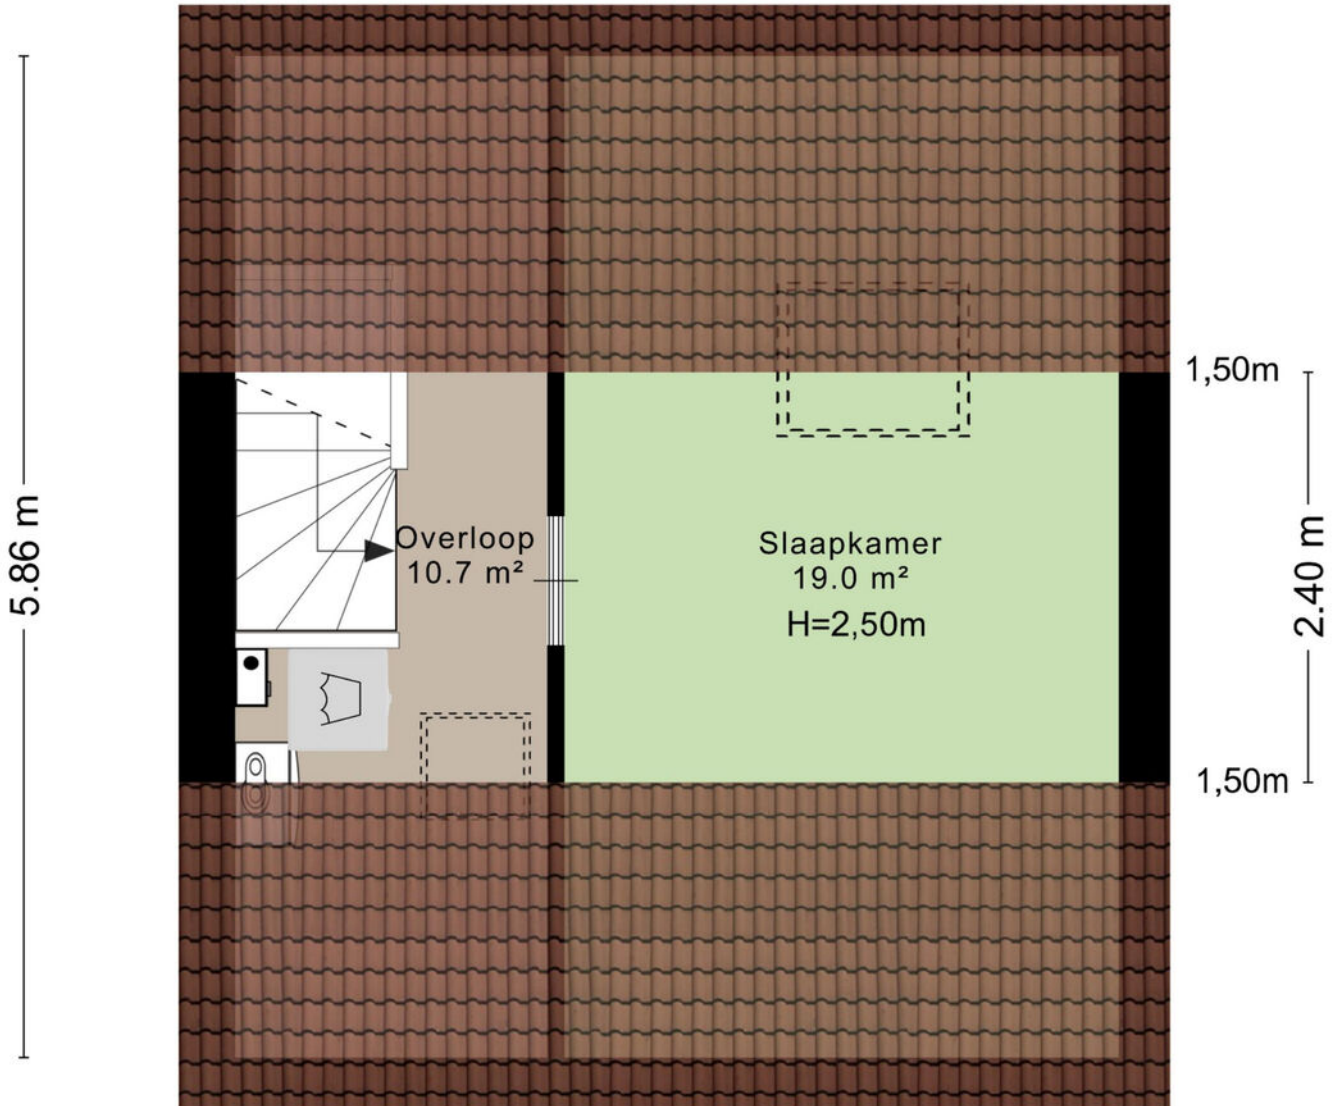 1,50m
5.86 m
Overloop
10.7 m²
Slaapkamer
19.0 m²
H=2,50m
2.40 m
1,50m